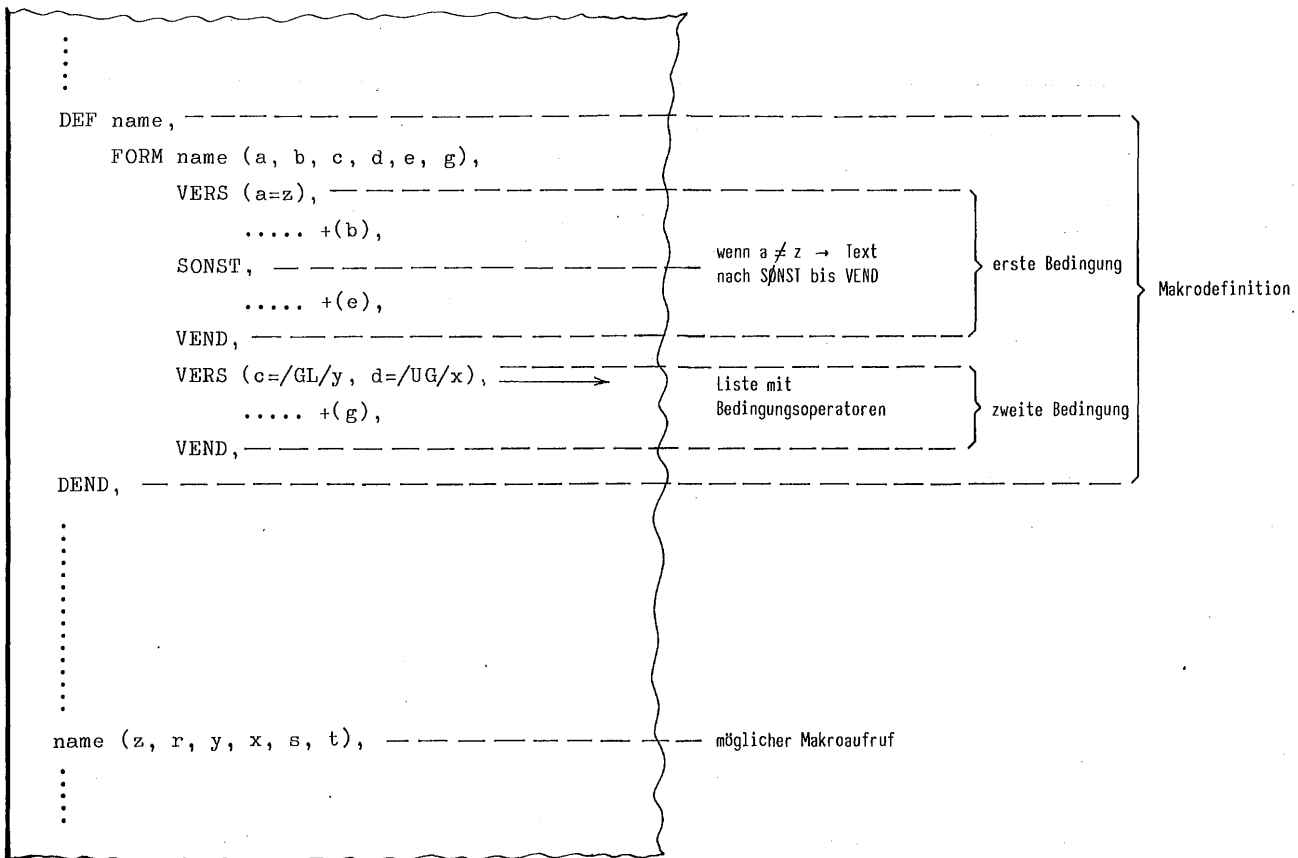 DEF name,
FORM name (a, b, c, d, e, g),
VERS (a=z),
..... +(b),
SONST,
wenn a ≠ z → Text
nach SØNST bis VEND
erste Bedingung
Makrodefinition
..... +(e),
VEND,
VERS (c=/GL/y, d=/UG/x),
Liste mit
Bedingungsoperatoren
zweite Bedingung
..... +(g),
VEND,
DEND,
name (z, r, y, x, s, t),
möglicher Makroaufruf